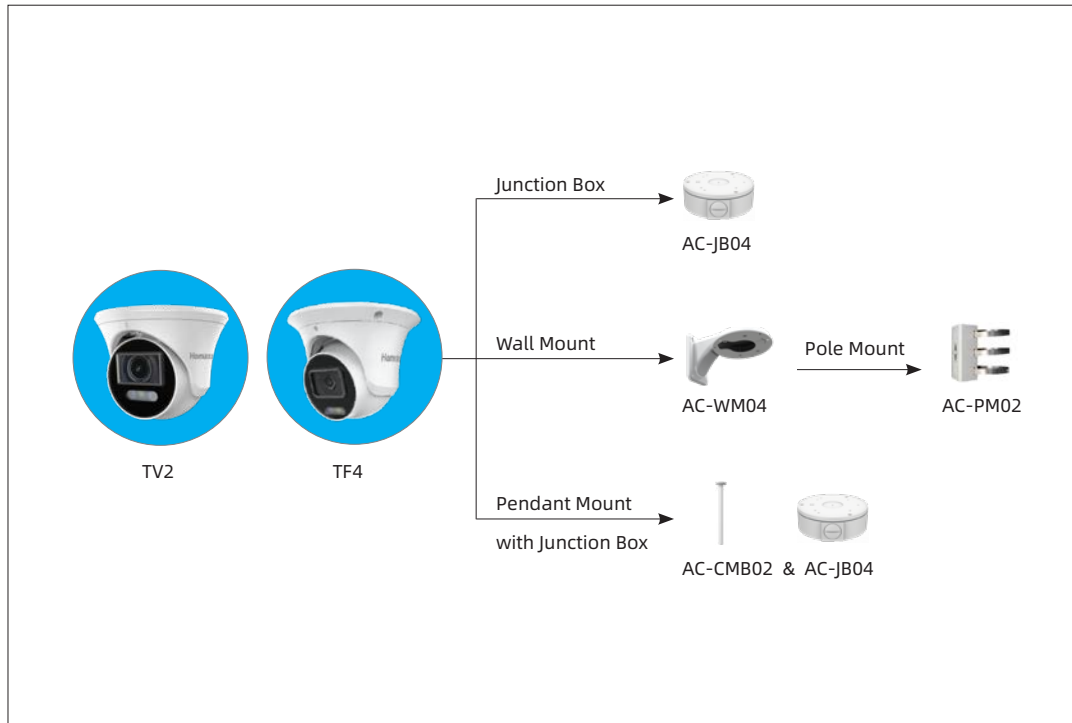 Junction Box
AC-JB04
Wall Mount
Pole Mount
AC-WM04
AC-PM02
TV2
TF4
Pendant Mount
with Junction Box
AC-CMB02 & AC-JB04